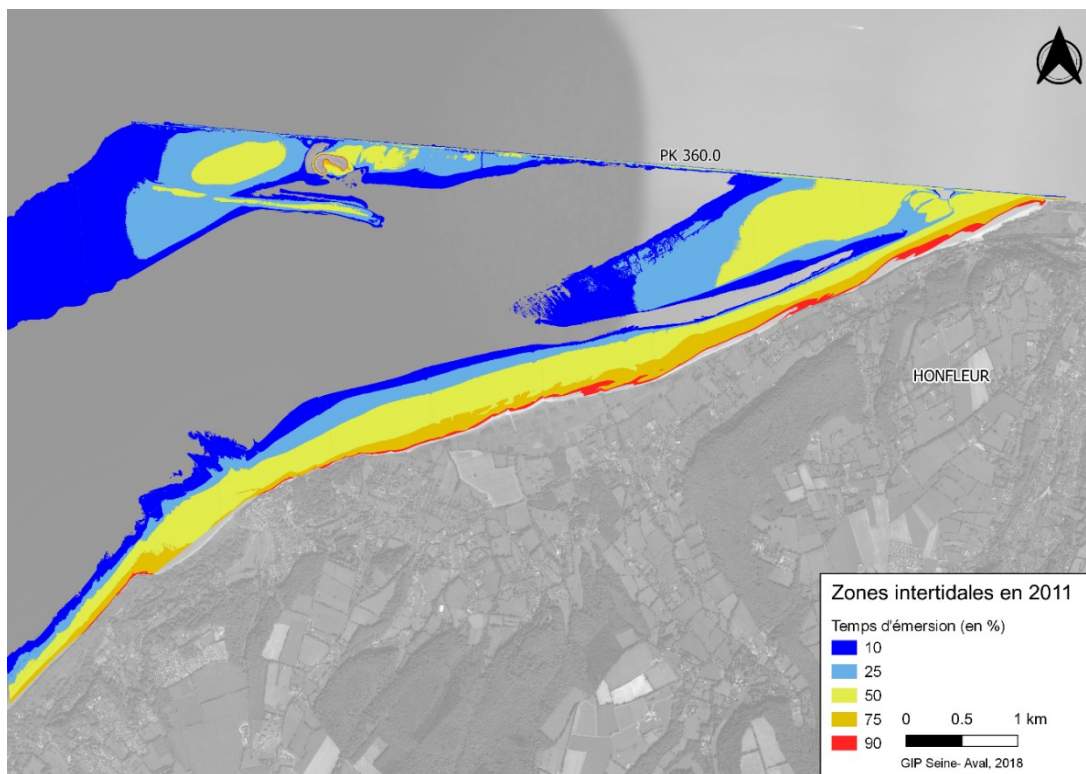 PK 360.0
HONFLEUR
Zones intertidales en 2011
Temps d'émersion (en %)
10
25
50
75
90
0 0.5 1 km
GIP Seine- Aval, 2018